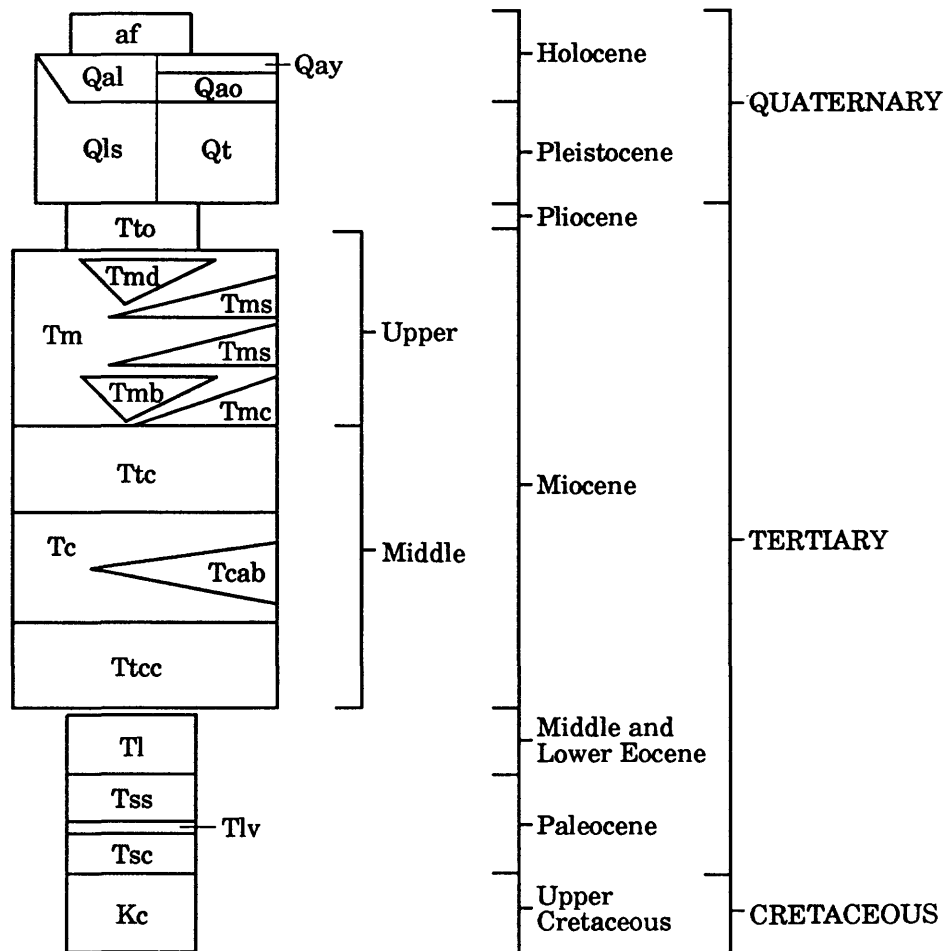 af
Qal
Qay
Qao
Qls
Qt
Tto
Tmd
Tms
Tm
Tms
Tmb
Tmc
Ttc
Tc
Tcab
Ttcc
Tl
Tss
Tlv
Tsc
Kc
Upper
Middle
Holocene
Pleistocene
Pliocene
Miocene
Middle and
Lower Eocene
Paleocene
Upper
Cretaceous
QUATERNARY
TERTIARY
CRETACEOUS